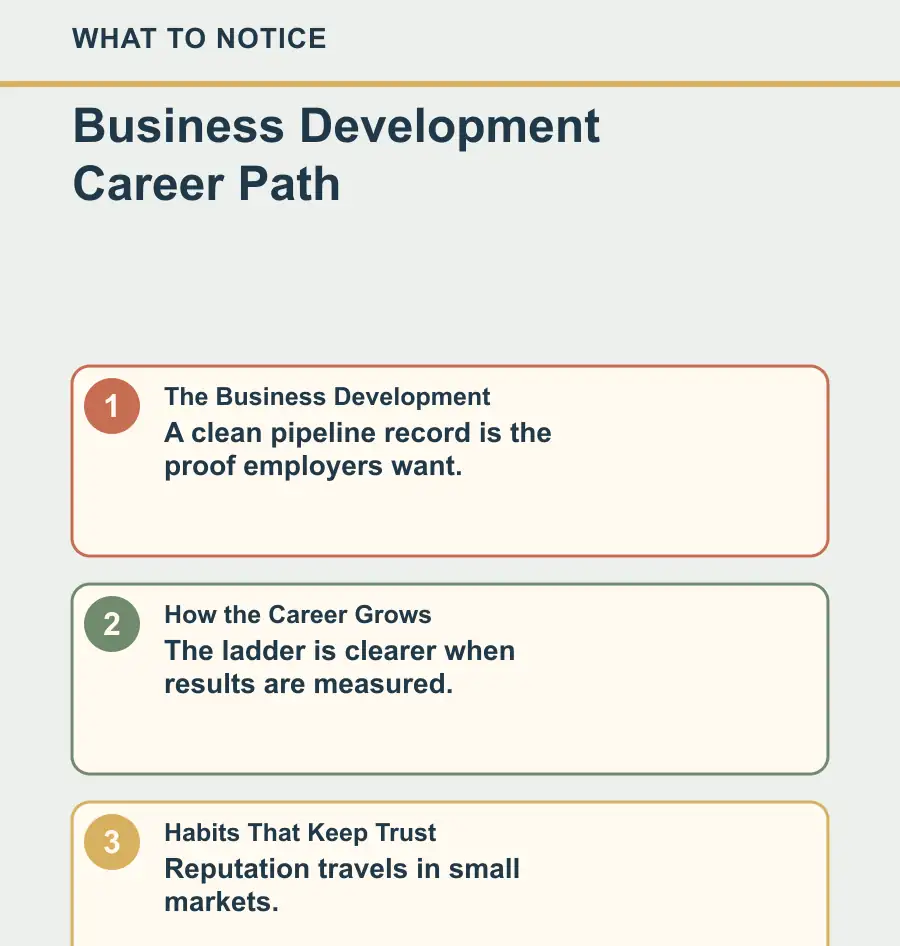 WHAT TO NOTICE
Business Development
Career Path
1
The Business Development
A clean pipeline record is the
proof employers want.
2
How the Career Grows
The ladder is clearer when
results are measured.
3
Habits That Keep Trust
Reputation travels in small
markets.